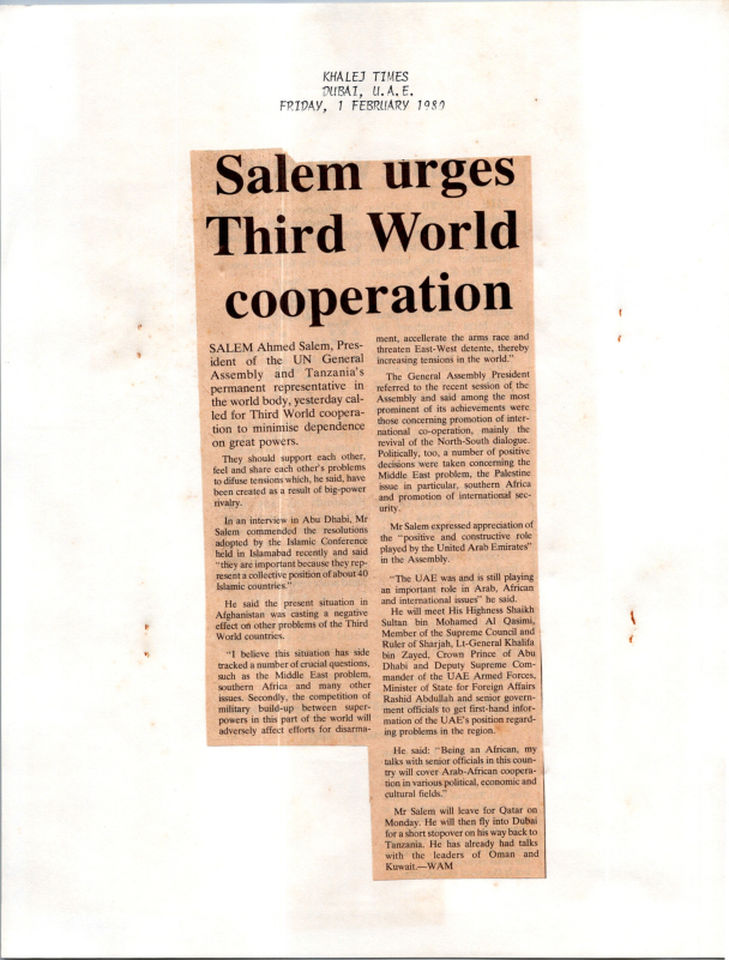 KHALEJ TIMES
DUBAI, U.A.E.
FRIDAY, 1 FEBRUARY 1980
Salem urges
Third World
cooperation
SALEM Ahmed Salem, Pres-
ident of the UN General
Assembly and Tanzania's
permanent representative in
the world body, yesterday cal-
led for Third World coopera-
tion to minimise dependence
on great powers.
They should support each other,
feel and share each other's problems
to difuse tensions which, he said, have
been created as a result of big-power
rivalry.
In an interview in Abu Dhabi, Mr
Salem commended the resolutions
adopted by the Islamic Conference
held in Islamabad recently and said
"they are important because they rep-
resent a collective position of about 40
Islamic countries."
He said the present situation in
Afghanistan was casting a negative
effect on other problems of the Third
World countries.
"I believe this situation has side
tracked a number of crucial questions,
such as the Middle East problem,
southern Africa and many other
issues. Secondly, the competition of
military build-up between super-
powers in this part of the world will
adversely affect efforts for disarma-
ment, accellerate the arms race and
threaten East-West detente, thereby
increasing tensions in the world."
The General Assembly President
referred to the recent session of the
Assembly and said among the most
prominent of its achievements were
those concerning promotion of inter-
national co-operation, mainly the
revival of the North-South dialogue.
Politically, too, a number of positive
decisions were taken concerning the
Middle East problem, the Palestine
issue in particular, southern Africa
and promotion of international sec-
urity.
Mr Salem expressed appreciation of
the "positive and constructive role
played by the United Arab Emirates"
in the Assembly.
"The UAE was and is still playing
an important role in Arab, African
and international issues" he said.
He will meet His Highness Shaikh
Sultan bin Mohamed Al Qasimi,
Member of the Supreme Council and
Ruler of Sharjah, Lt-General Khalifa
bin Zayed, Crown Prince of Abu
Dhabi and Deputy Supreme Com-
mander of the UAE Armed Forces,
Minister of State for Foreign Affairs
Rashid Abdullah and senior govern-
ment officials to get first-hand infor-
mation of the UAE's position regard-
ing problems in the region.
He said: "Being an African, my
talks with senior officials in this coun-
try will cover Arab-African coopera-
tion in various political, economic and
cultural fields."
Mr Salem will leave for Qatar on
Monday. He will then fly into Dubai
for a short stopover on his way back to
Tanzania. He has already had talks
with the leaders of Oman and
Kuwait.—WAM